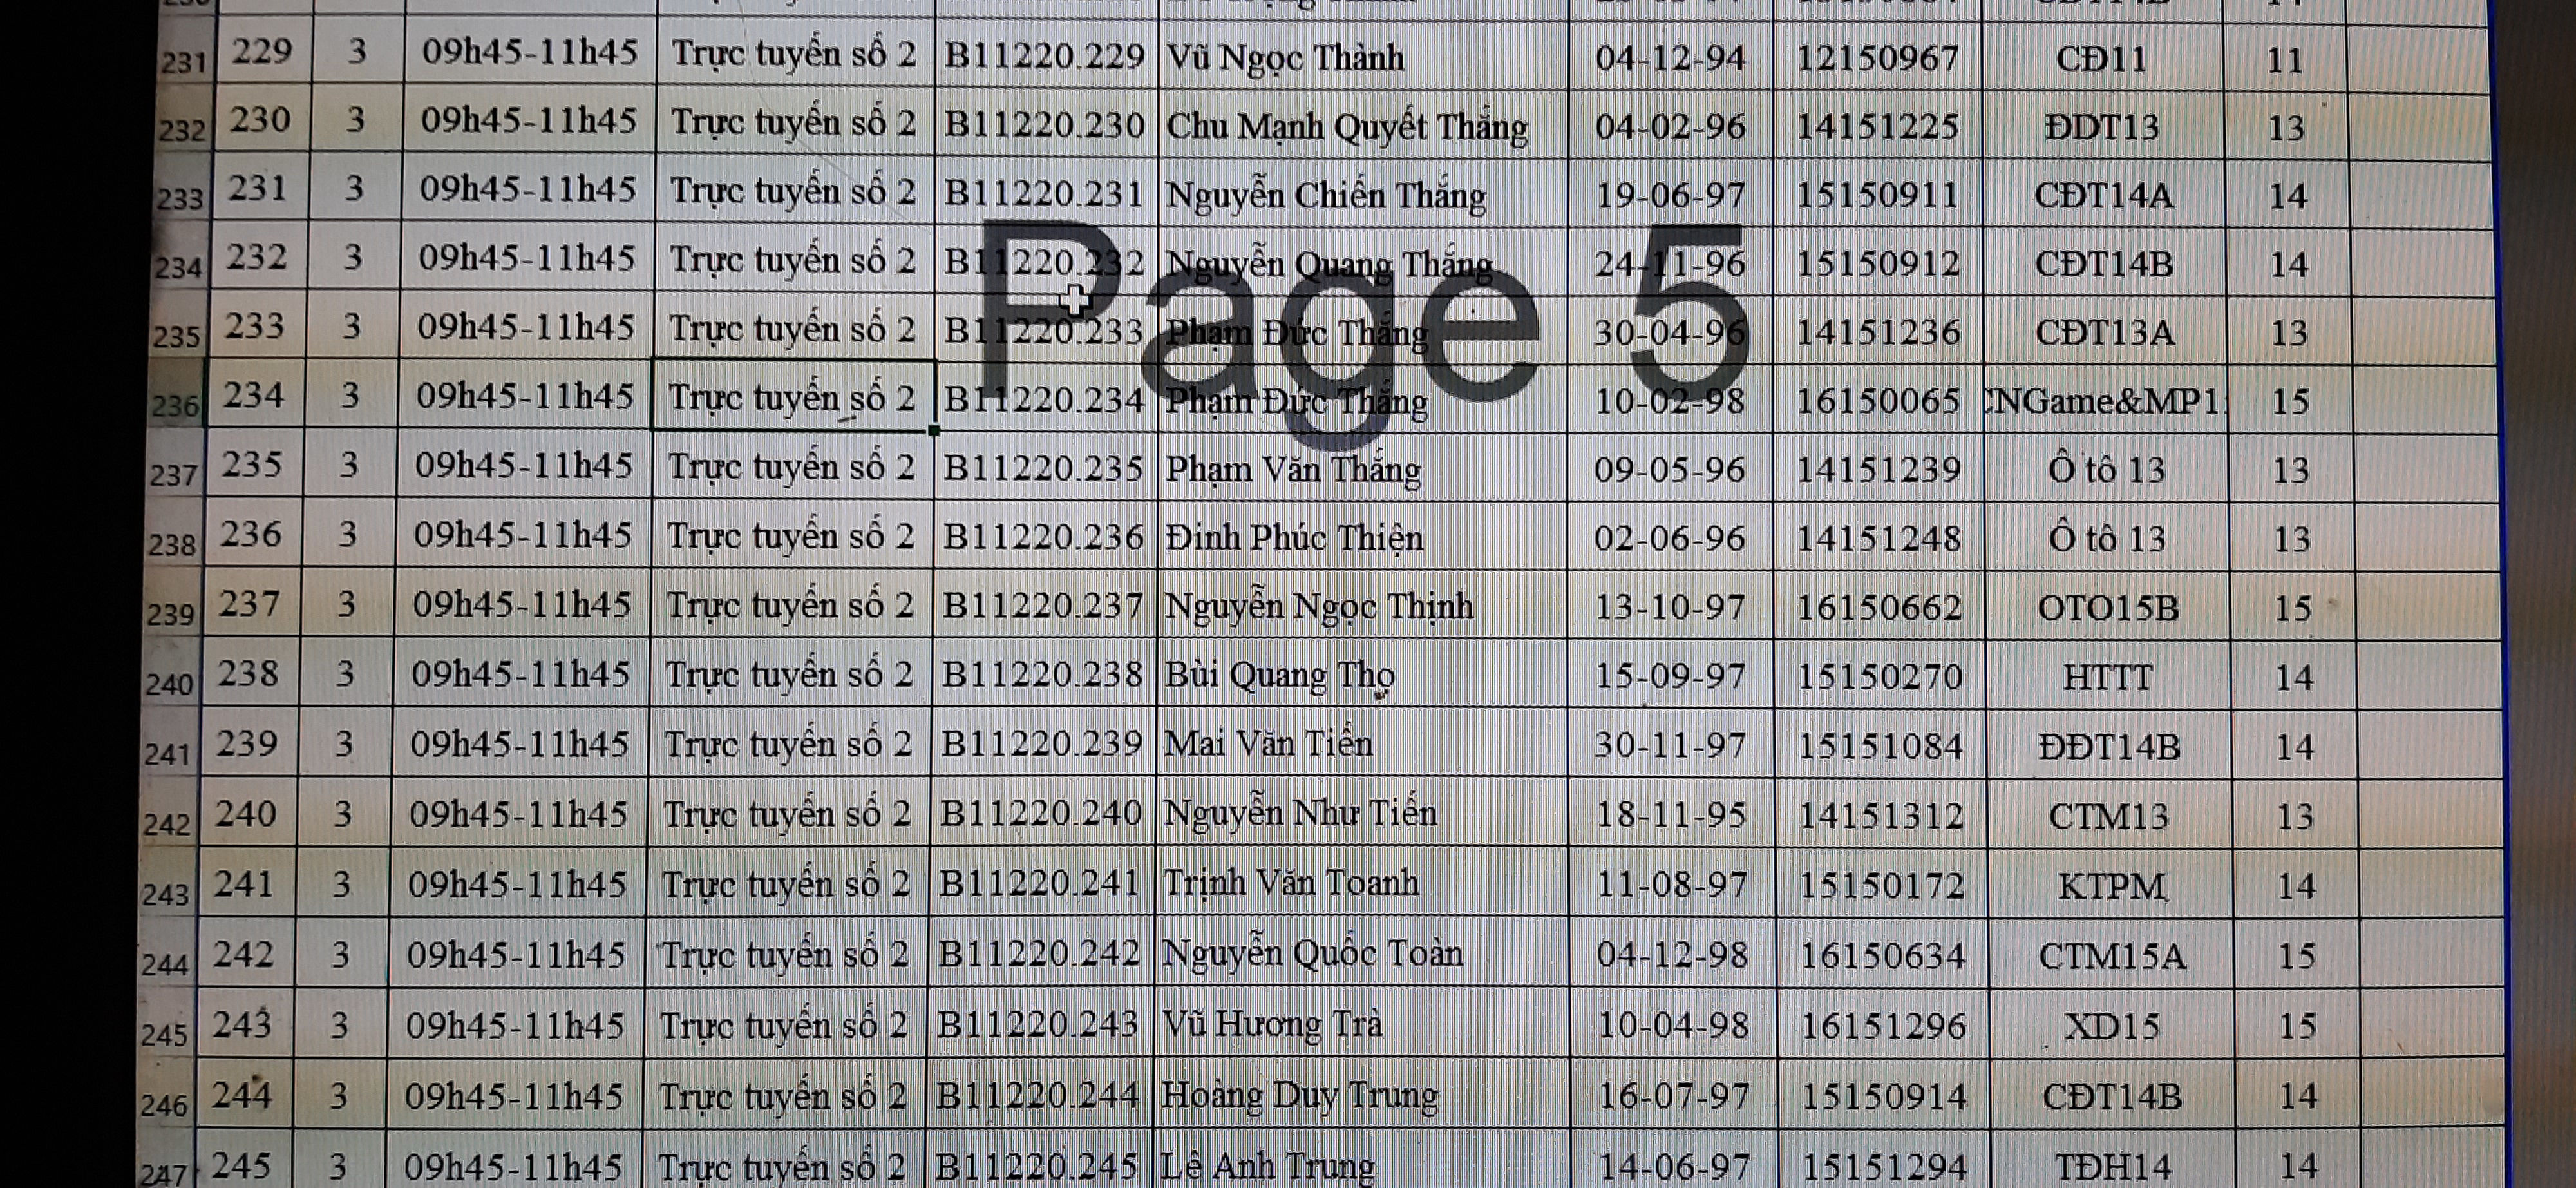 231 229 3 09h45-11h45 Trực tuyến số 2 B11220.229 Vũ Ngọc Thành 04-12-94 12150967 CĐ11 11
232 230 3 09h45-11h45 Trực tuyến số 2 B11220.230 Chu Mạnh Quyết Thắng 04-02-96 14151225 ĐDT13 13
233 231 3 09h45-11h45 Trực tuyến số 2 B11220.231 Nguyễn Chiến Thắng 19-06-97 15150911 CĐT14A 14
234 232 3 09h45-11h45 Trực tuyến số 2 B11220.232 Nguyễn Quang Thắng 24-11-96 15150912 CĐT14B 14
Page 5
235 233 3 09h45-11h45 Trực tuyến số 2 B11220.233 Phạm Đức Thắng 30-04-96 14151236 CĐT13A 13
236 234 3 09h45-11h45 Trực tuyến số 2 B11220.234 Phạm Đức Thắng 10-02-98 16150065 NGame&MP1 15
237 235 3 09h45-11h45 Trực tuyến số 2 B11220.235 Phạm Văn Thắng 09-05-96 14151239 Ô tô 13 13
238 236 3 09h45-11h45 Trực tuyến số 2 B11220.236 Đinh Phúc Thiện 02-06-96 14151248 Ô tô 13 13
239 237 3 09h45-11h45 Trực tuyến số 2 B11220.237 Nguyễn Ngọc Thịnh 13-10-97 16150662 OTO15B 15
240 238 3 09h45-11h45 Trực tuyến số 2 B11220.238 Bùi Quang Thọ 15-09-97 15150270 HTTT 14
241 239 3 09h45-11h45 Trực tuyến số 2 B11220.239 Mai Văn Tiến 30-11-97 15151084 ĐĐT14B 14
242 240 3 09h45-11h45 Trực tuyến số 2 B11220.240 Nguyễn Như Tiến 18-11-95 14151312 CTM13 13
243 241 3 09h45-11h45 Trực tuyến số 2 B11220.241 Trịnh Văn Toanh 11-08-97 15150172 KTPM 14
244 242 3 09h45-11h45 Trực tuyến số 2 B11220.242 Nguyễn Quốc Toàn 04-12-98 16150634 CTM15A 15
245 243 3 09h45-11h45 Trực tuyến số 2 B11220.243 Vũ Hương Trà 10-04-98 16151296 XD15 15
246 244 3 09h45-11h45 Trực tuyến số 2 B11220.244 Hoàng Duy Trung 16-07-97 15150914 CĐT14B 14
247 245 3 09h45-11h45 Trực tuyến số 2 B11220.245 Lê Anh Trung 14-06-97 15151294 TĐH14 14